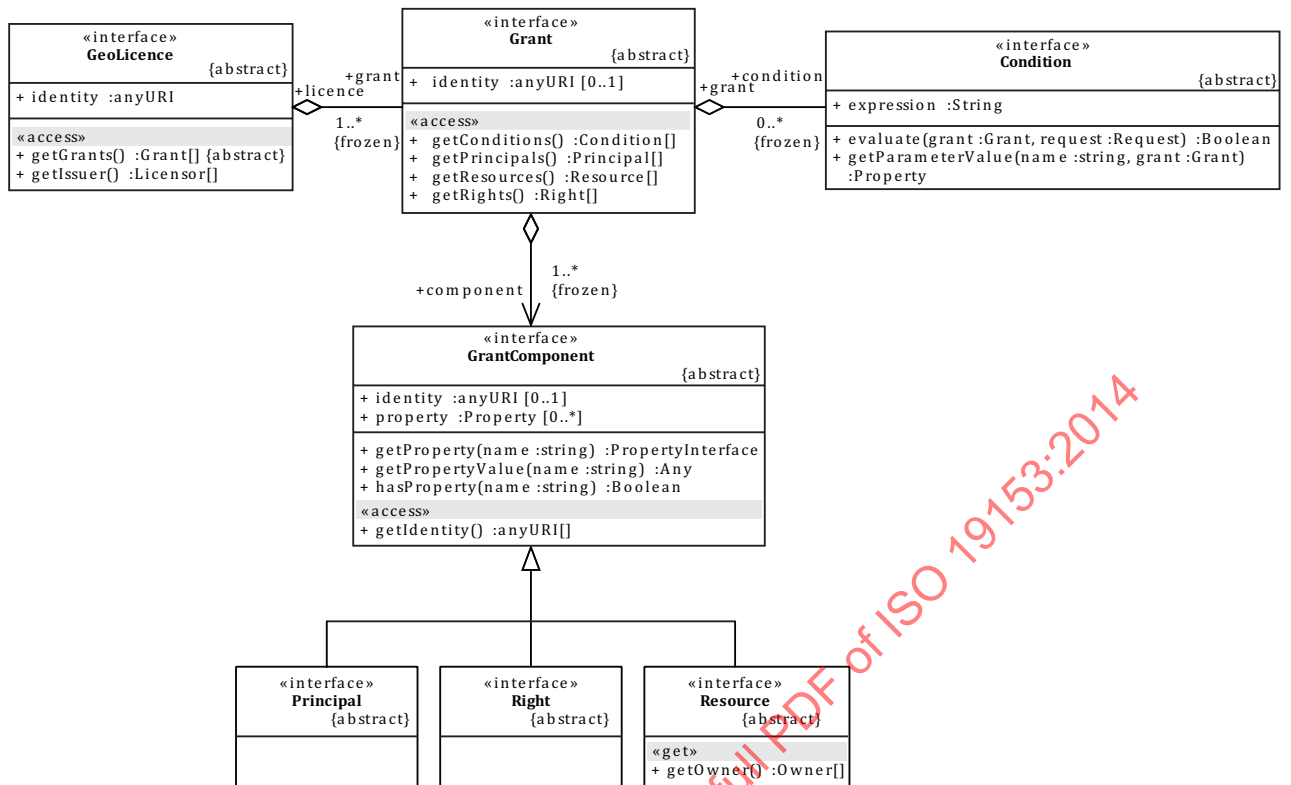 «interface»
GeoLicence
{abstract}
+ identity :anyURI
«access»
+ getGrants() :Grant[] {abstract}
+ getIssuer() :Licensor[]
+grant
+licence
1..*
{frozen}
«interface»
Grant
{abstract}
+ identity :anyURI [0..1]
«access»
+ getConditions() :Condition[]
+ getPrincipals() :Principal[]
+ getResources() :Resource[]
+ getRights() :Right[]
+condition
+grant
0..*
{frozen}
«interface»
Condition
{abstract}
+ expression :String
+ evaluate(grant :Grant, request :Request) :Boolean
+ getParameterValue(name :string, grant :Grant)
:Property
1..*
+component {frozen}
«interface»
GrantComponent
{abstract}
+ identity :anyURI [0..1]
+ property :Property [0..*]
+ getProperty(name :string) :PropertyInterface
+ getPropertyValue(name :string) :Any
+ hasProperty(name :string) :Boolean
«access»
+ getIdentity() :anyURI[]
«interface»
Principal
{abstract}
«interface»
Right
{abstract}
«interface»
Resource
{abstract}
«get»
+ getOwner() :Owner[]
full PDF of ISO 19153:2014